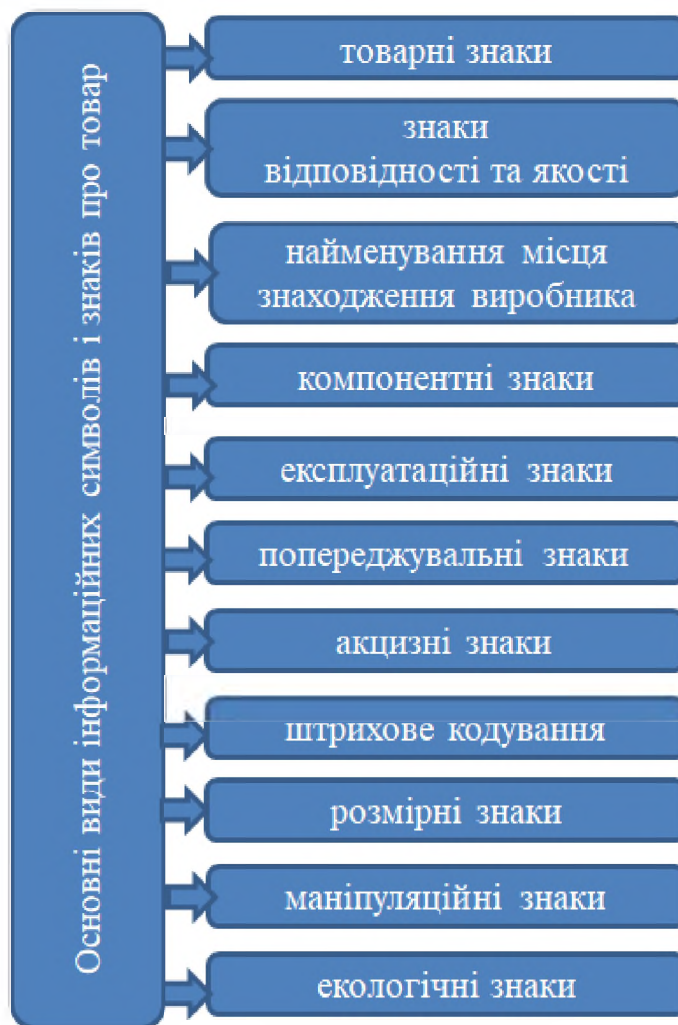 Основні види інформаційних символів і знаків про товар
товарні знаки
знаки
відповідності та якості
найменування місця
знаходження виробника
компонентні знаки
експлуатаційні знаки
попереджувальні знаки
акцизні знаки
штрихове кодування
розмірні знаки
маніпуляційні знаки
екологічні знаки